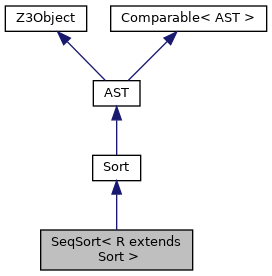 Z3Object
Comparable< AST >
AST
Sort
SeqSort< R extends
Sort >